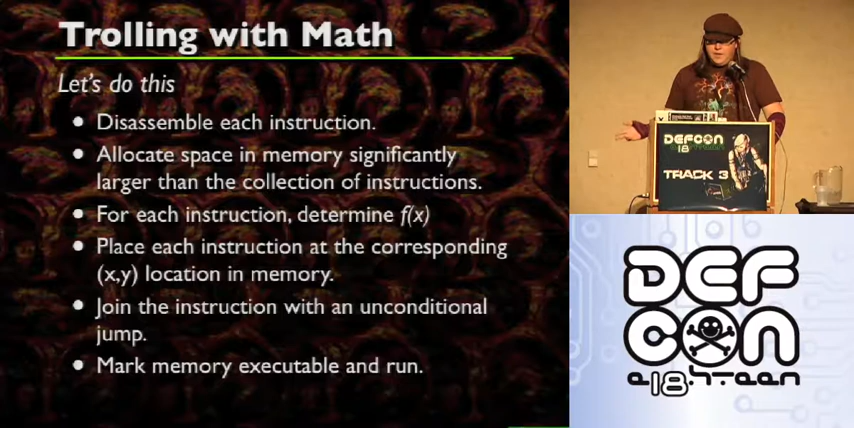 Trolling with Math
Let's do this
• Disassemble each instruction.
• Allocate space in memory significantly
larger than the collection of instructions.
• For each instruction, determine f(x)
• Place each instruction at the corresponding
(x,y) location in memory.
• Join the instruction with an unconditional
jump.
• Mark memory executable and run.
DEFCON
18
TRACK 3
DEF
CON
e.18.h.teen